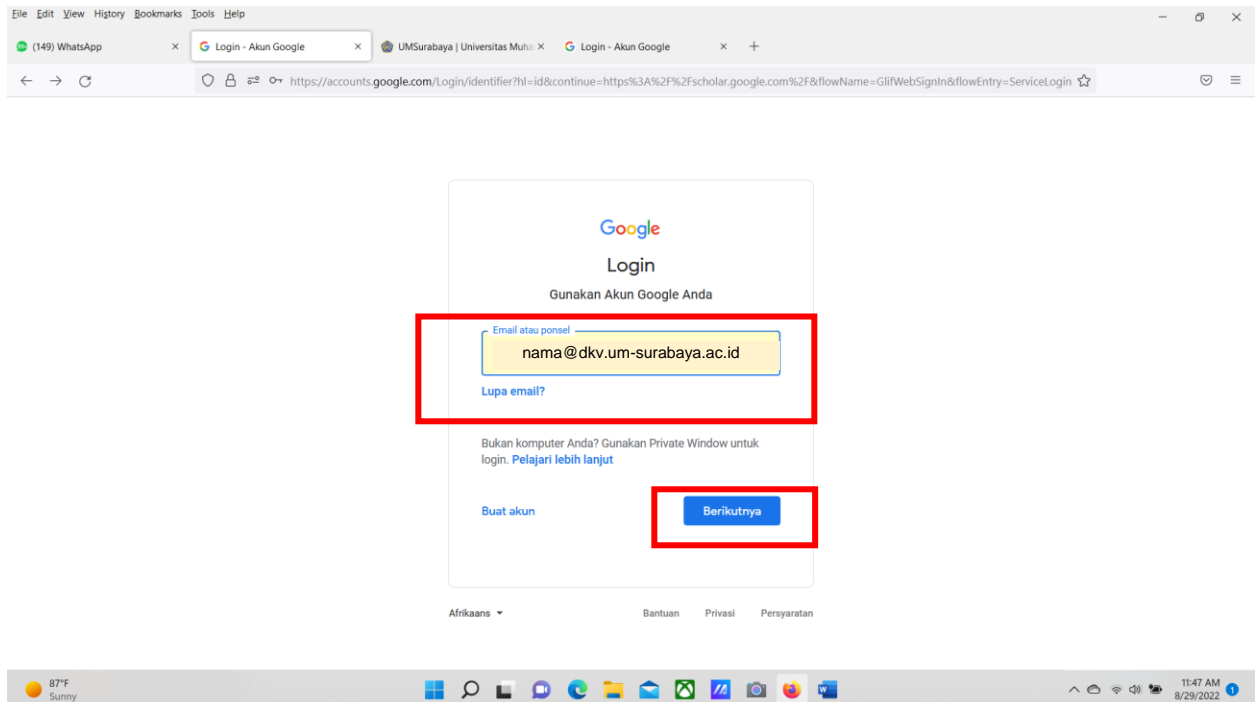 File Edit View History Bookmarks Tools Help
(149) WhatsApp
Login - Akun Google
UMSurabaya | Universitas Muha
Login - Akun Google
https://accounts.google.com/Login/identifier?hl=id&continue=https%3A%2F%2Fscholar.google.com%2F&flowName=GlifWebSignIn&flowEntry=ServiceLogin
Google
Login
Gunakan Akun Google Anda
Email atau ponsel
nama@dkv.um-surabaya.ac.id
Lupa email?
Bukan komputer Anda? Gunakan Private Window untuk
login. Pelajari lebih lanjut
Buat akun
Berikutnya
Afrikaans
Bantuan Privasi Persyaratan
87°F
Sunny
11:47 AM
8/29/2022
1